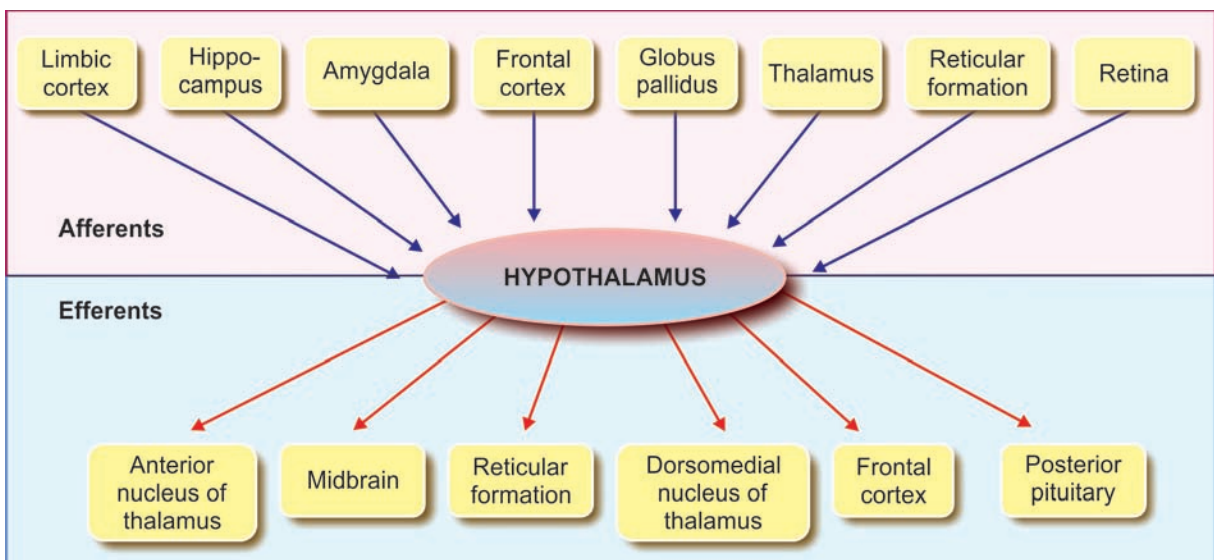 Limbic
cortex
Hippo-
campus
Amygdala
Frontal
cortex
Globus
pallidus
Thalamus
Reticular
formation
Retina
Afferents
HYPOTHALAMUS
Efferents
Anterior
nucleus of
thalamus
Midbrain
Reticular
formation
Dorsomedial
nucleus of
thalamus
Frontal
cortex
Posterior
pituitary